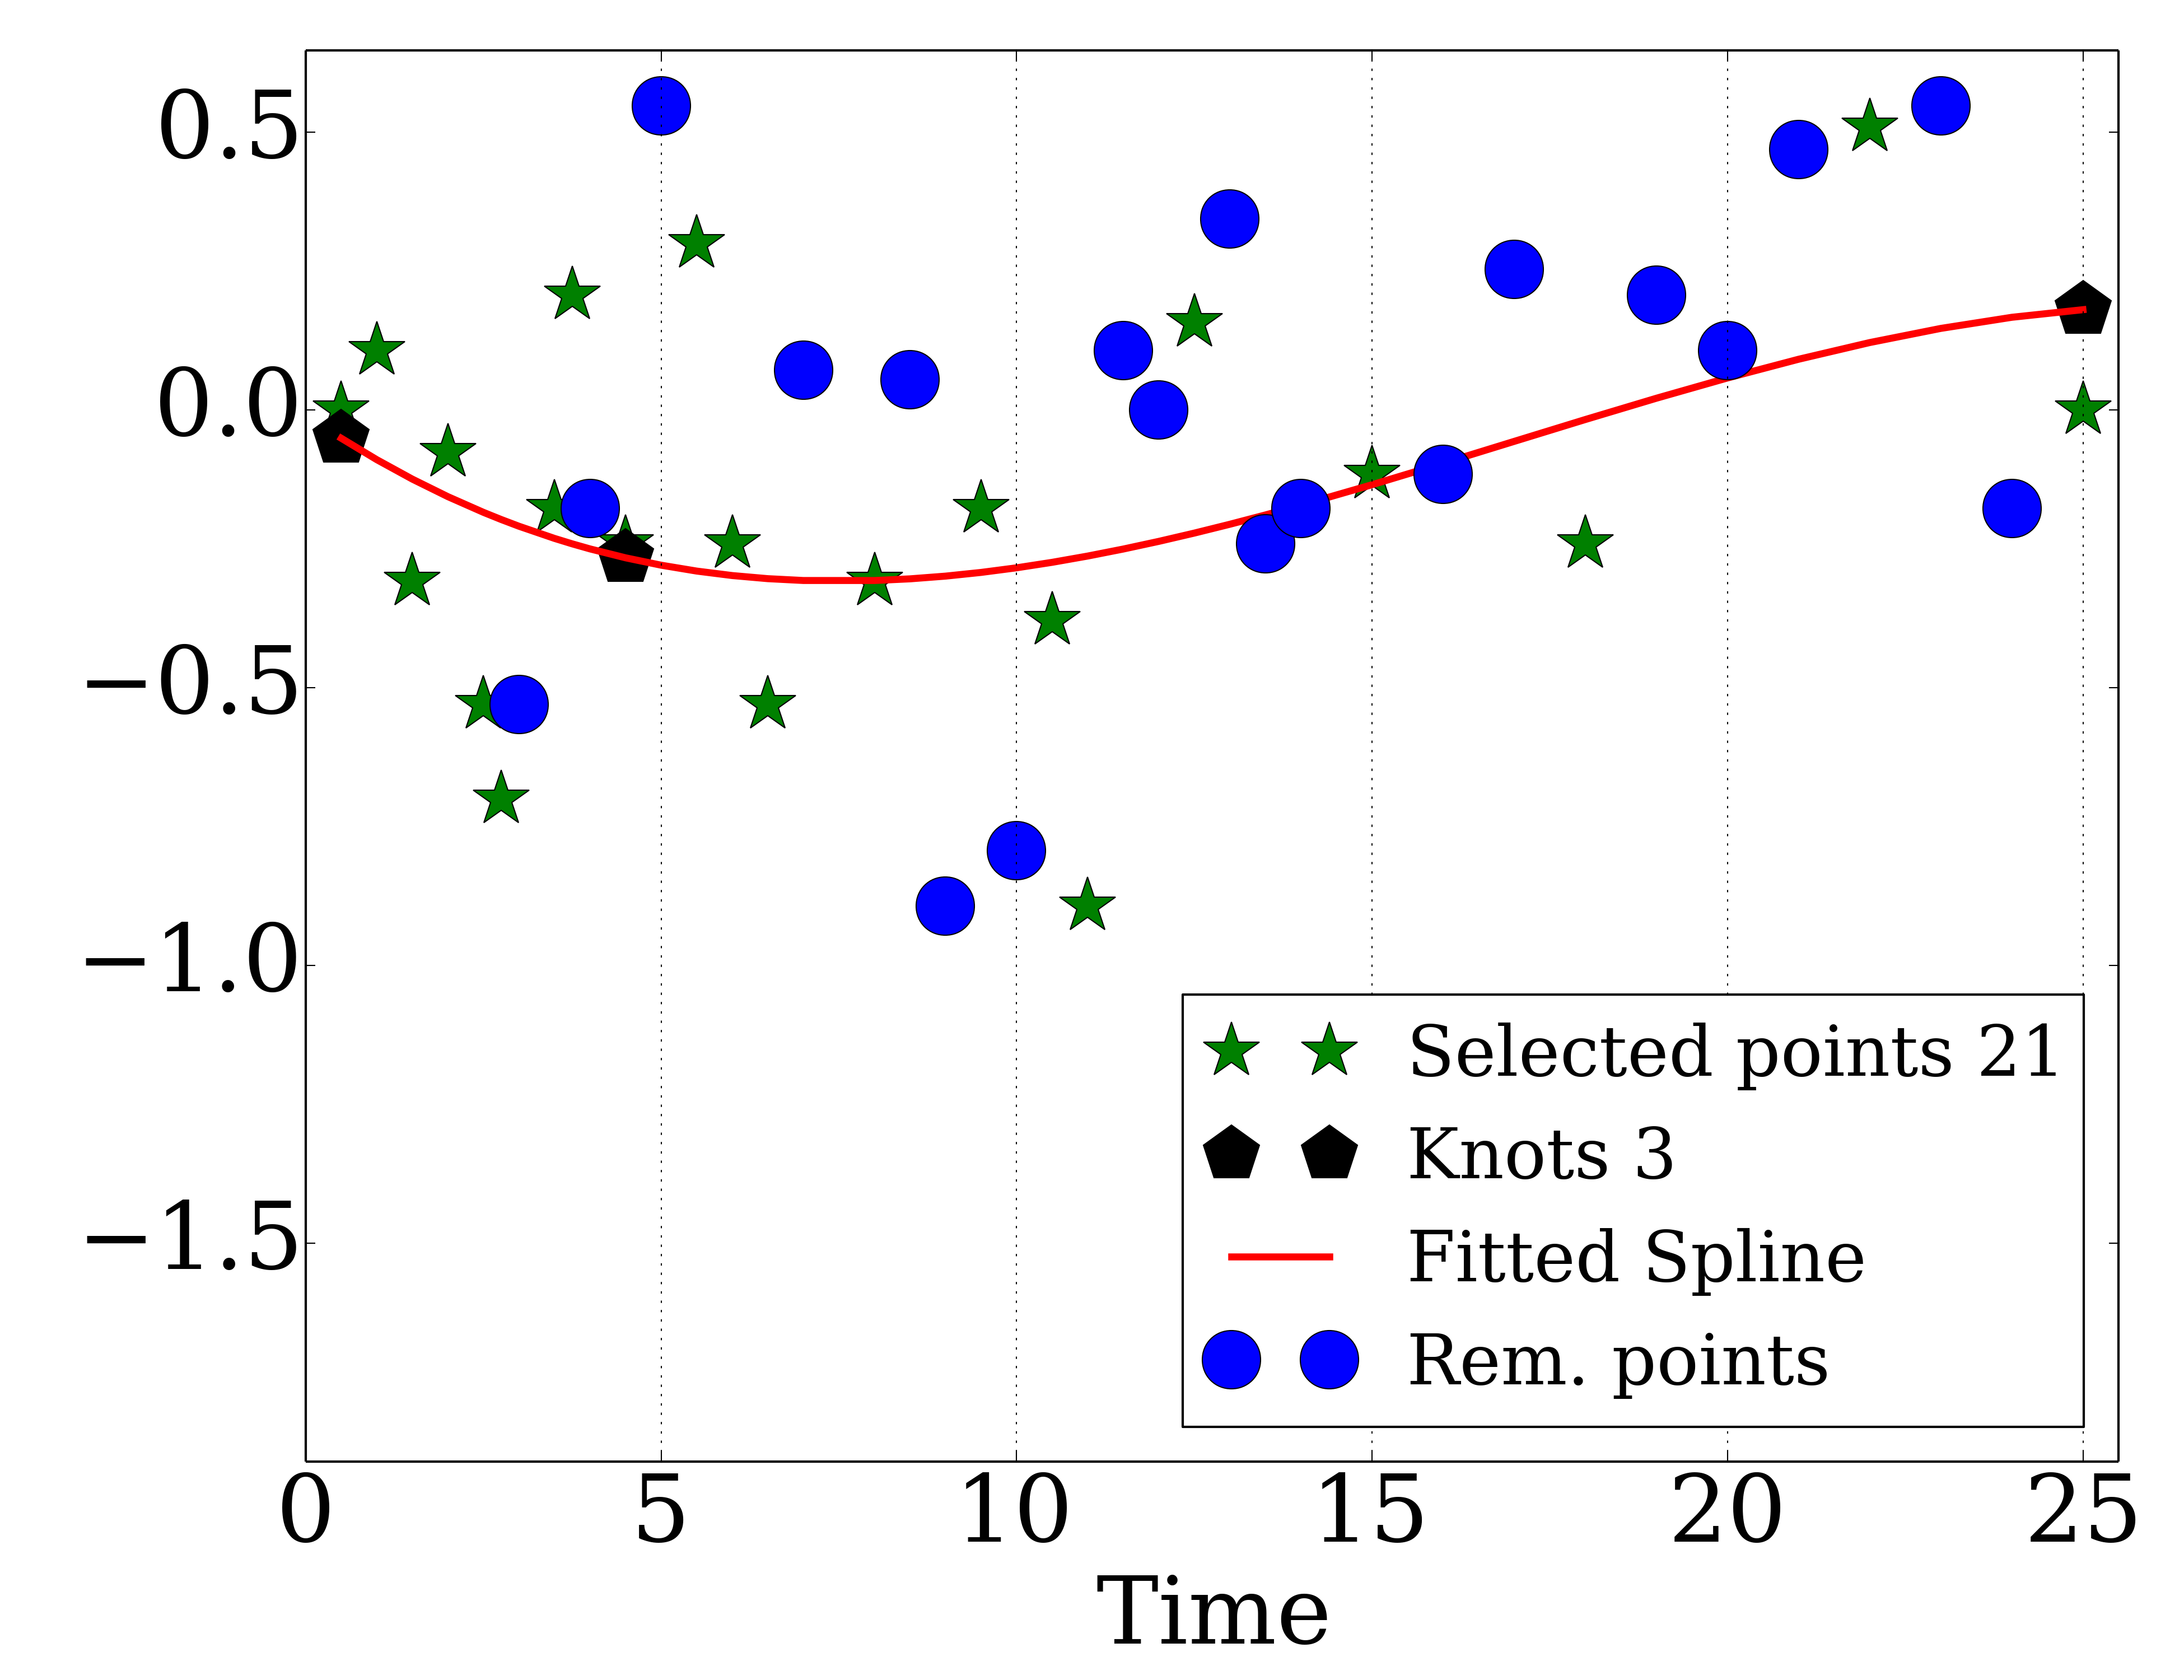 0.5
0.0
−0.5
−1.0
−1.5
Selected points 21
Knots 3
Fitted Spline
Rem. points
0 5 10 15 20 25
Time